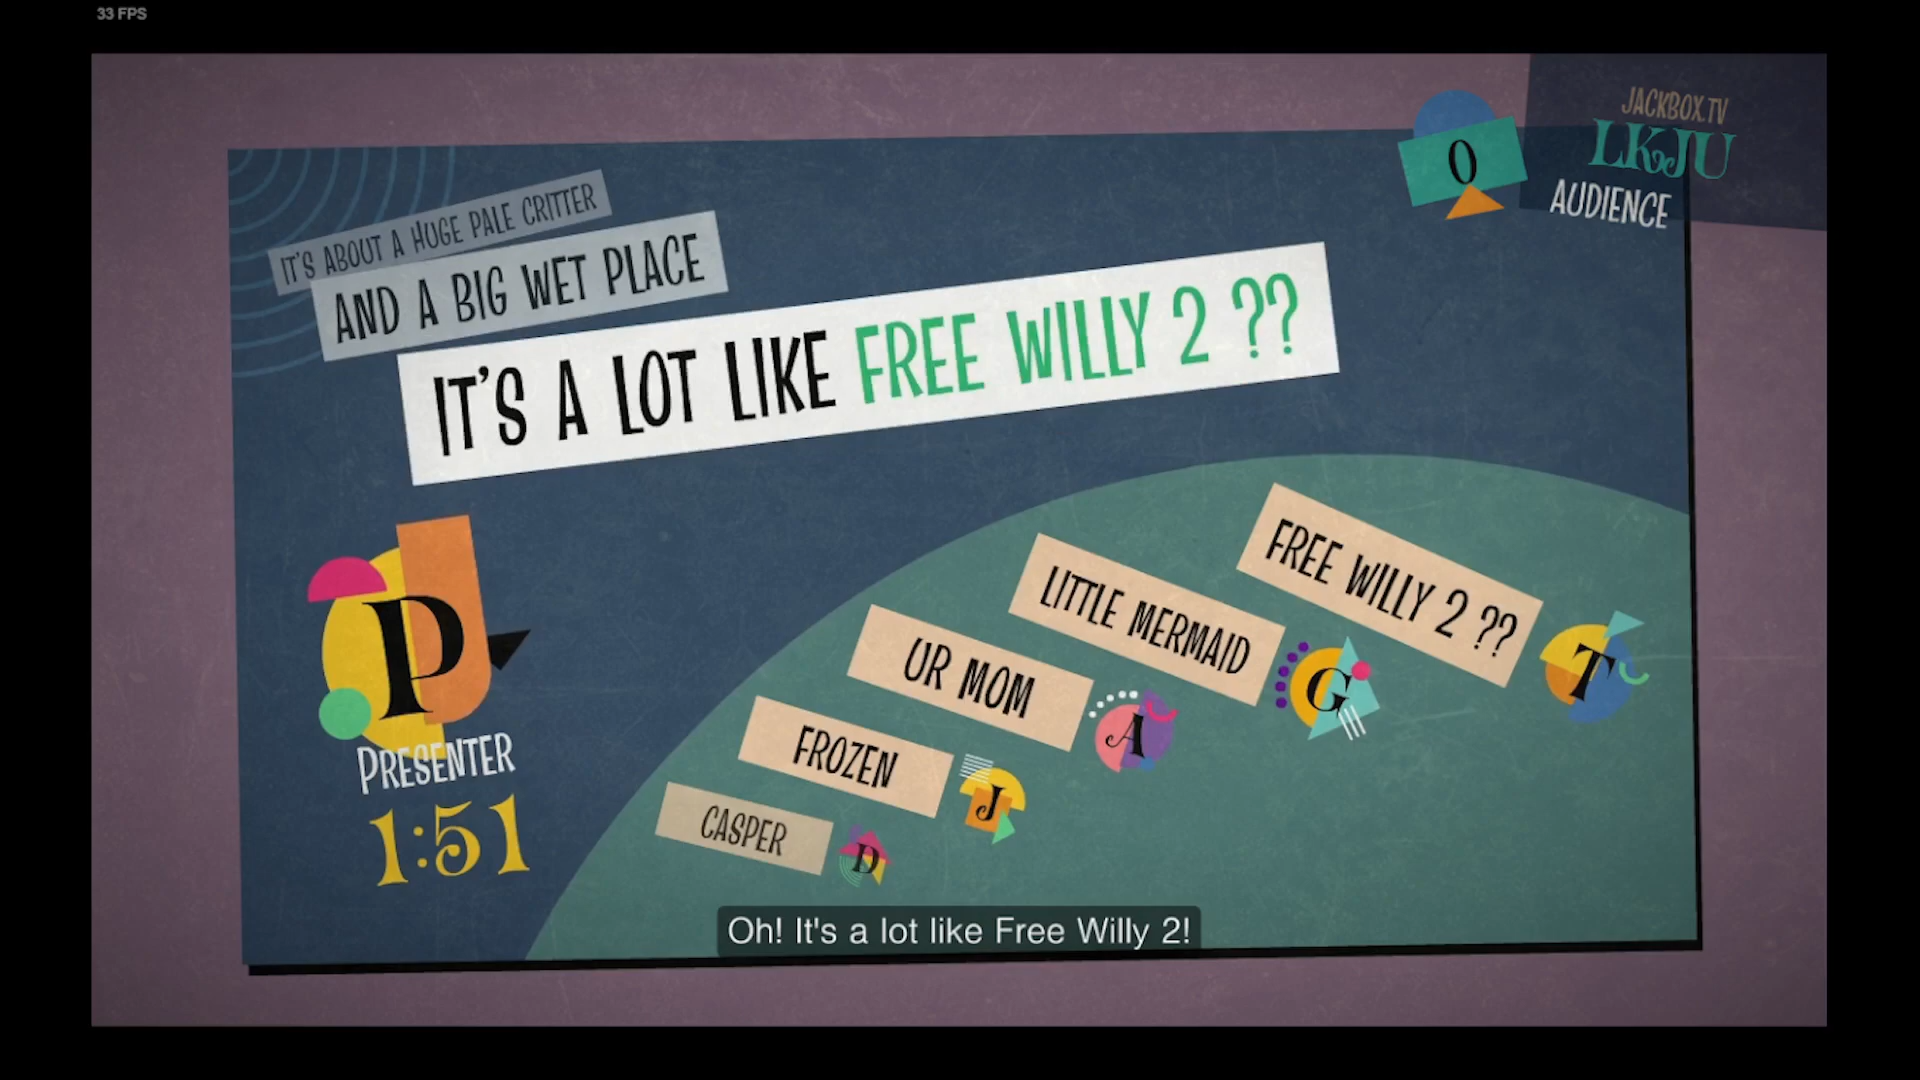 33 FPS
JACKBOX.TV
LKJU
0
AUDIENCE
IT'S ABOUT A HUGE PALE CRITTER
AND A BIG WET PLACE
IT'S A LOT LIKE FREE WILLY 2 ??
FREE WILLY 2 ??
T
LITTLE MERMAID
G
UR MOM
A
FROZEN
J
CASPER
D
P
PRESENTER
1:51
Oh! It's a lot like Free Willy 2!